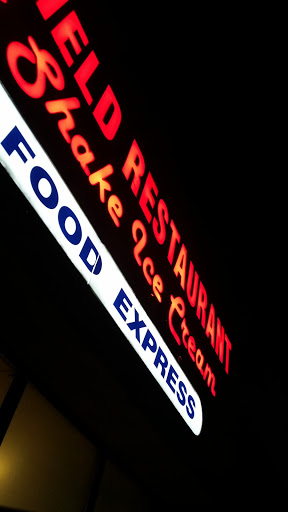 IELD RESTAURANT
Shake Ice Cream
FOOD EXPRESS